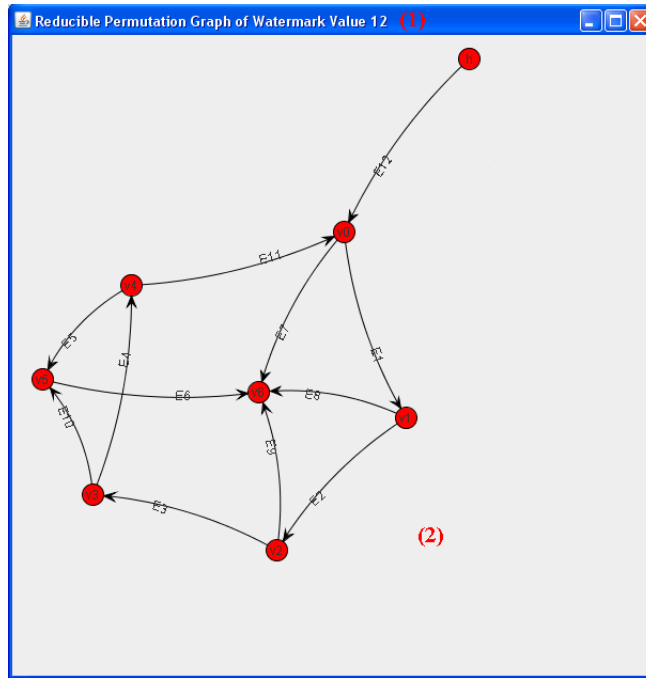 Reducible Permutation Graph of Watermark Value 12 (1)
h
E12
v0
E11
v4
E7
E5
E1
E4
v5
E6
v6
E8
v1
E10
E9
v3
E2
E3
(2)
v2